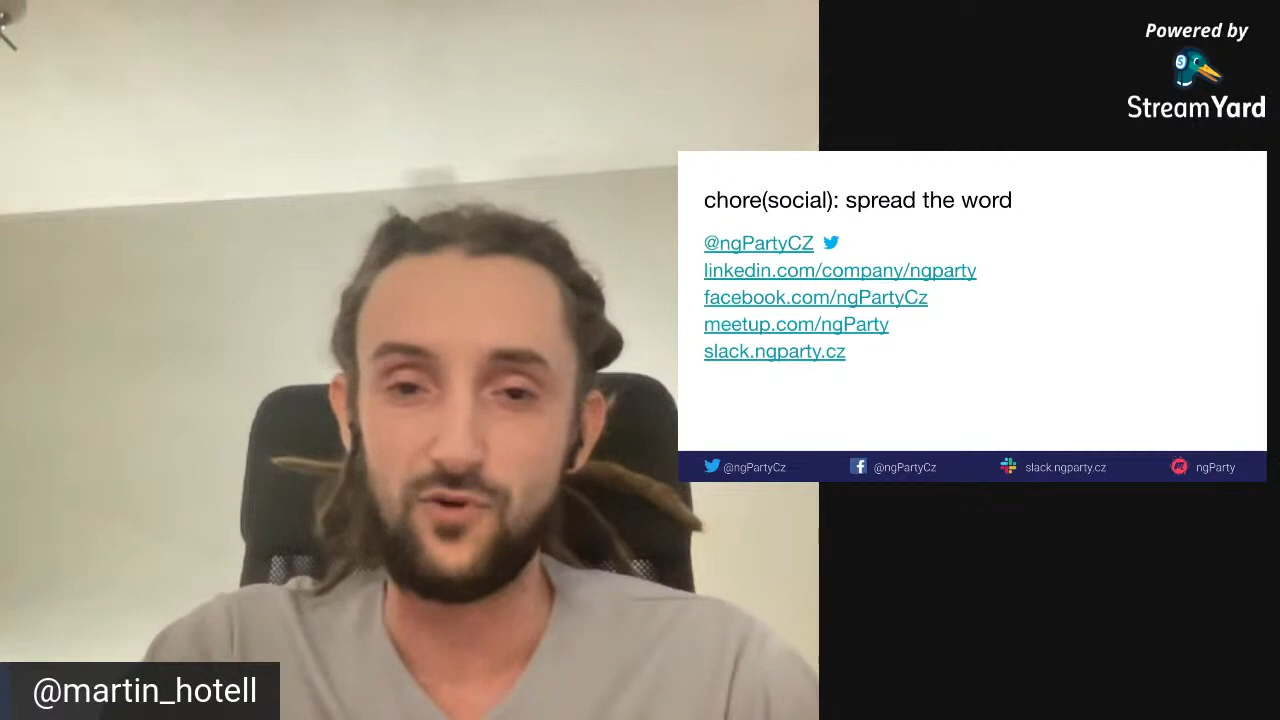 Powered by
StreamYard
chore(social): spread the word
@ngPartyCZ
linkedin.com/company/ngparty
facebook.com/ngPartyCz
meetup.com/ngParty
slack.ngparty.cz
@ngPartyCz @ngPartyCz slack.ngparty.cz ngParty
@martin_hotell